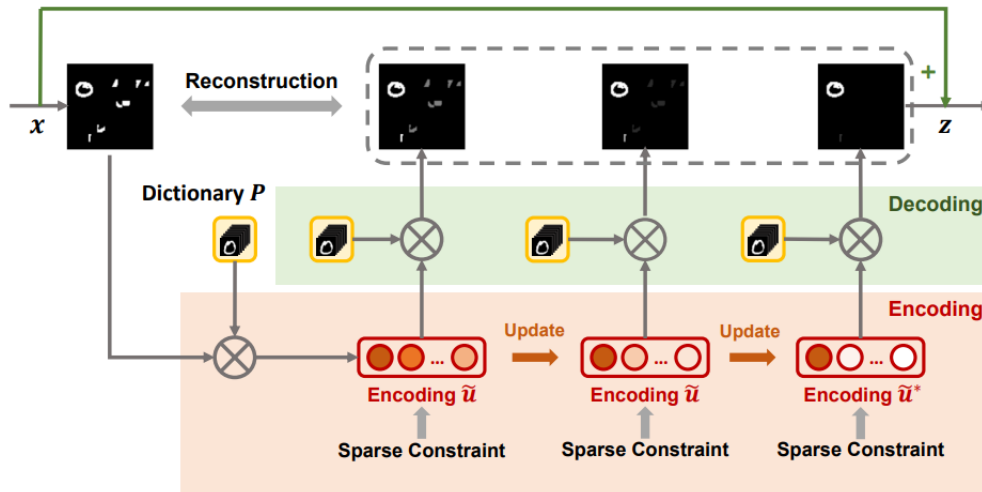 Reconstruction
+
x
z
Dictionary P
Decoding
Encoding
Update
Update
...
...
...
Encoding ũ
Encoding ũ
Encoding ũ*
Sparse Constraint
Sparse Constraint
Sparse Constraint